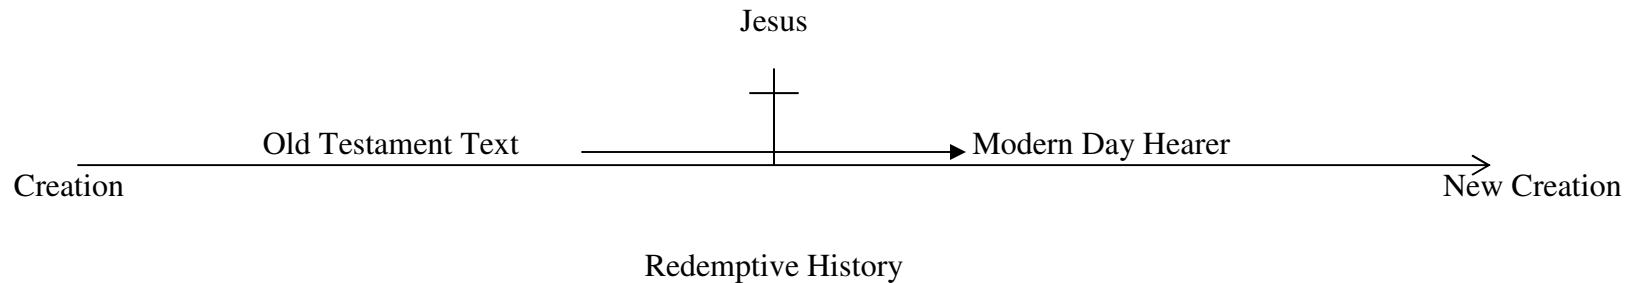 Jesus
Old Testament Text
Modern Day Hearer
Creation
New Creation
Redemptive History